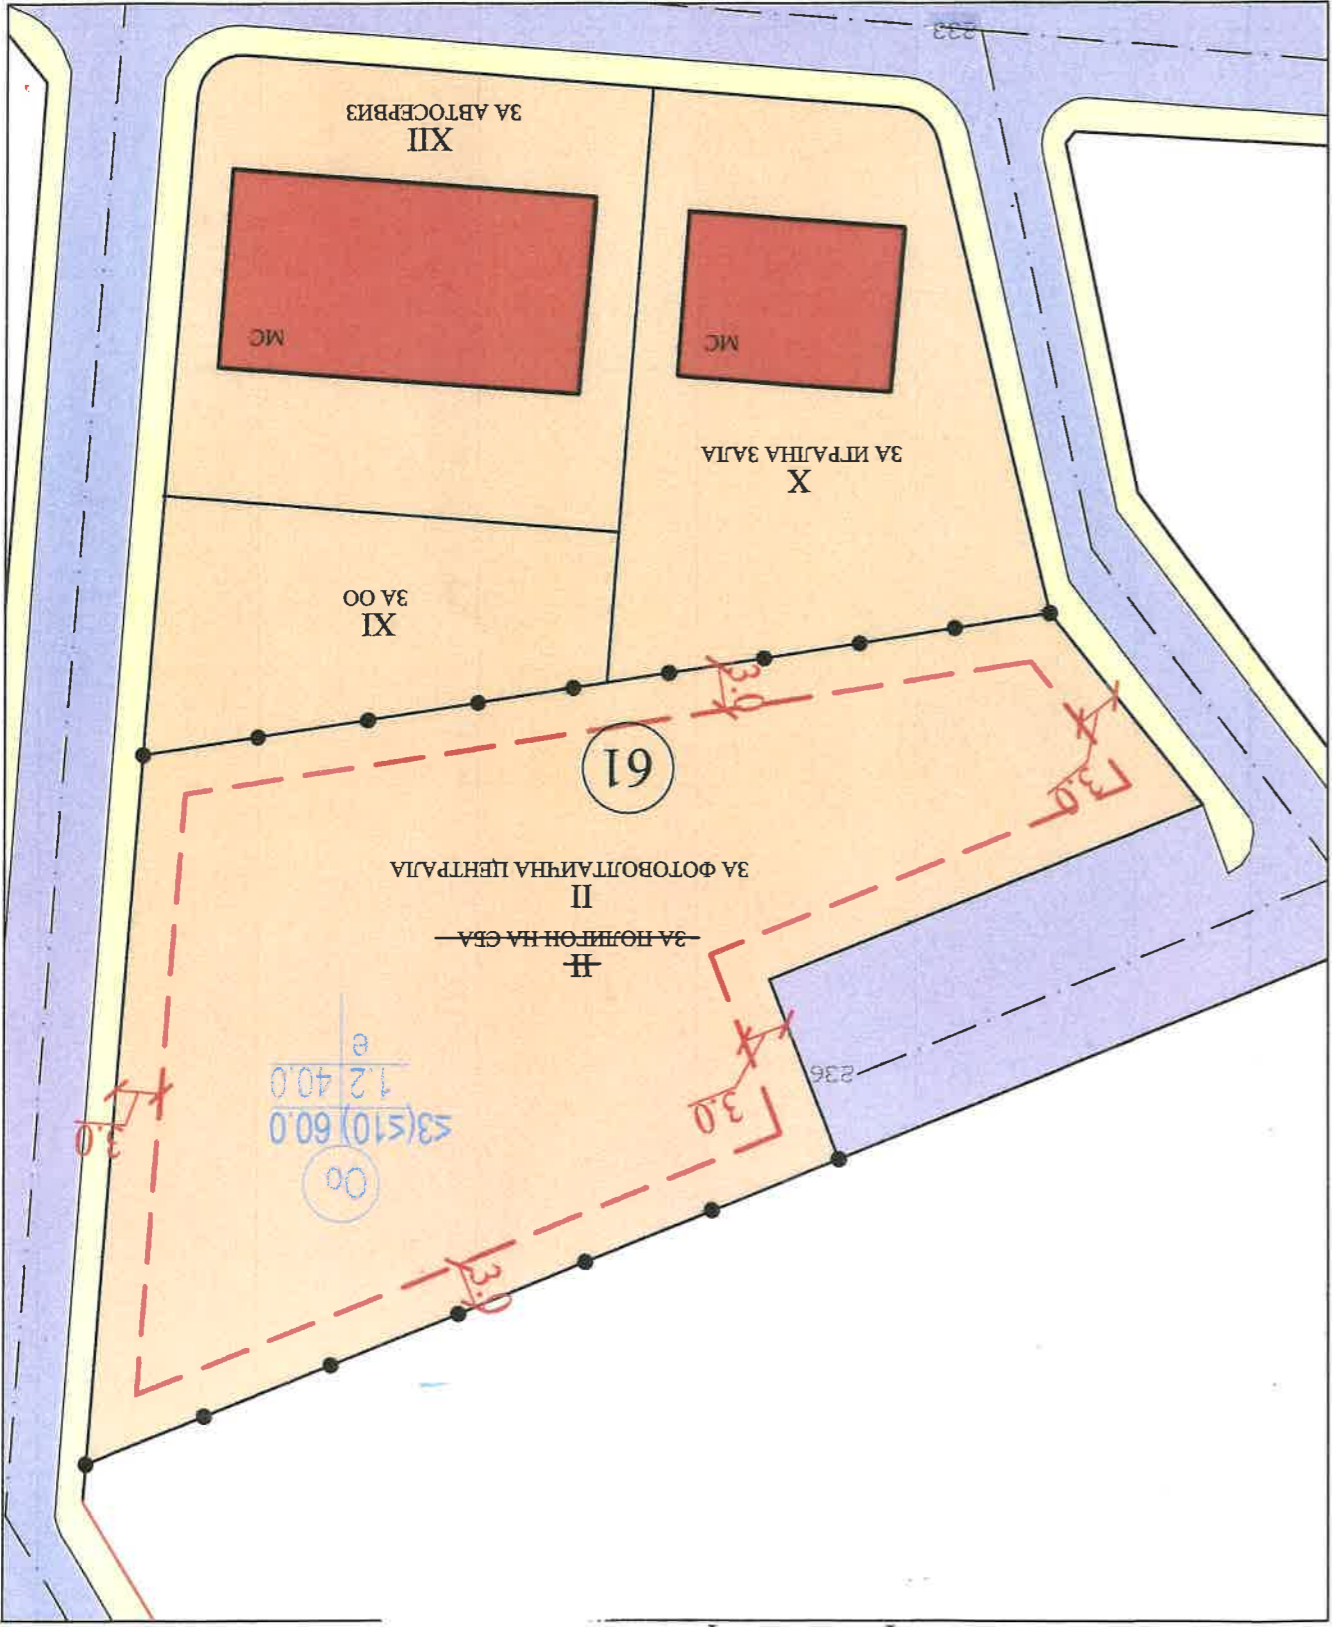 3.0
Оо
≤3(≤10) 60.0
1.2 40.0
е
3.0
3.0
236
II
ЗА ПОЛИГОН НА СБА
II
ЗА ФОТОВОЛТАИЧНА ЦЕНТРАЛА
61
3.0
3.0
XI
ЗА ОО
X
ЗА ИГРАЛНА ЗАЛА
МС
МС
XII
ЗА АВТОСЕРВИЗ
233